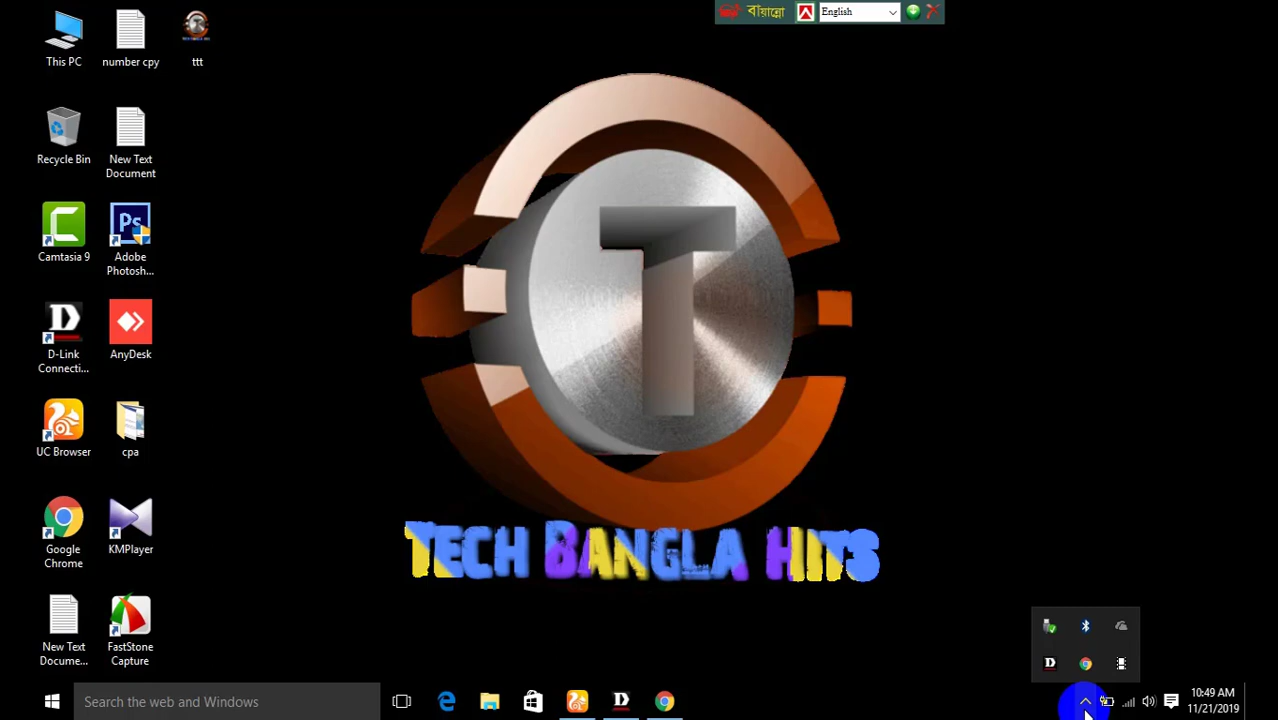 বায়ান্নো English
This PC
number cpy
ttt
Recycle Bin
New Text
Document
Camtasia 9
Ps
Adobe
Photosh...
D
D-Link
Connecti...
AnyDesk
UC Browser
cpa
Google
Chrome
KMPlayer
New Text
Docume...
FastStone
Capture
T
TECH BANGLA HITS
D
Search the web and Windows
D
10:49 AM
11/21/2019